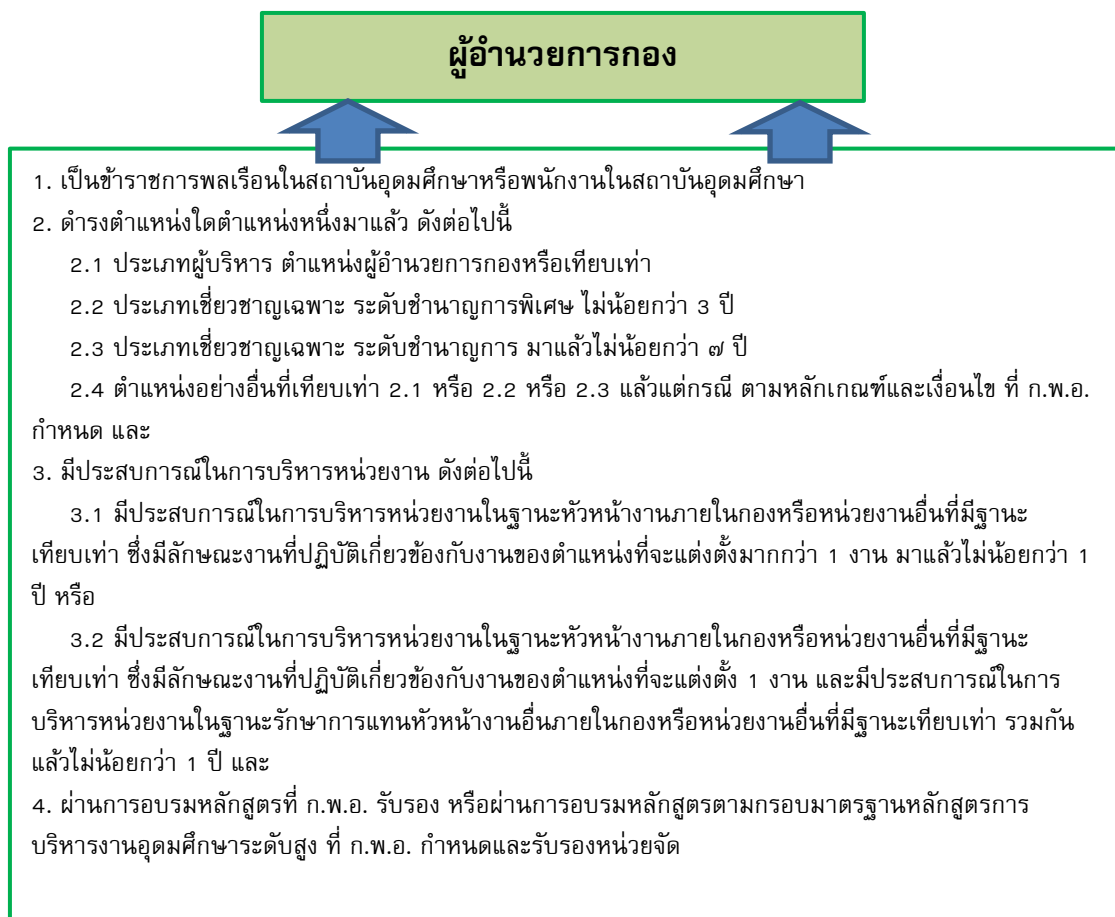 ผู้อำนวยการกอง
1. เป็นข้าราชการพลเรือนในสถาบันอุดมศึกษาหรือพนักงานในสถาบันอุดมศึกษา
2. ดำรงตำแหน่งใดตำแหน่งหนึ่งมาแล้ว ดังต่อไปนี้
2.1 ประเภทผู้บริหาร ตำแหน่งผู้อำนวยการกองหรือเทียบเท่า
2.2 ประเภทเชี่ยวชาญเฉพาะ ระดับชำนาญการพิเศษ ไม่น้อยกว่า 3 ปี
2.3 ประเภทเชี่ยวชาญเฉพาะ ระดับชำนาญการ มาแล้วไม่น้อยกว่า ๗ ปี
2.4 ตำแหน่งอย่างอื่นที่เทียบเท่า 2.1 หรือ 2.2 หรือ 2.3 แล้วแต่กรณี ตามหลักเกณฑ์และเงื่อนไข ที่ ก.พ.อ.
กำหนด และ
3. มีประสบการณ์ในการบริหารหน่วยงาน ดังต่อไปนี้
3.1 มีประสบการณ์ในการบริหารหน่วยงานในฐานะหัวหน้างานภายในกองหรือหน่วยงานอื่นที่มีฐานะ
เทียบเท่า ซึ่งมีลักษณะงานที่ปฏิบัติเกี่ยวข้องกับงานของตำแหน่งที่จะแต่งตั้งมากกว่า 1 งาน มาแล้วไม่น้อยกว่า 1
ปี หรือ
3.2 มีประสบการณ์ในการบริหารหน่วยงานในฐานะหัวหน้างานภายในกองหรือหน่วยงานอื่นที่มีฐานะ
เทียบเท่า ซึ่งมีลักษณะงานที่ปฏิบัติเกี่ยวข้องกับงานของตำแหน่งที่จะแต่งตั้ง 1 งาน และมีประสบการณ์ในการ
บริหารหน่วยงานในฐานะรักษาการแทนหัวหน้างานอื่นภายในกองหรือหน่วยงานอื่นที่มีฐานะเทียบเท่า รวมกัน
แล้วไม่น้อยกว่า 1 ปี และ
4. ผ่านการอบรมหลักสูตรที่ ก.พ.อ. รับรอง หรือผ่านการอบรมหลักสูตรตามกรอบมาตรฐานหลักสูตรการ
บริหารงานอุดมศึกษาระดับสูง ที่ ก.พ.อ. กำหนดและรับรองหน่วยจัด